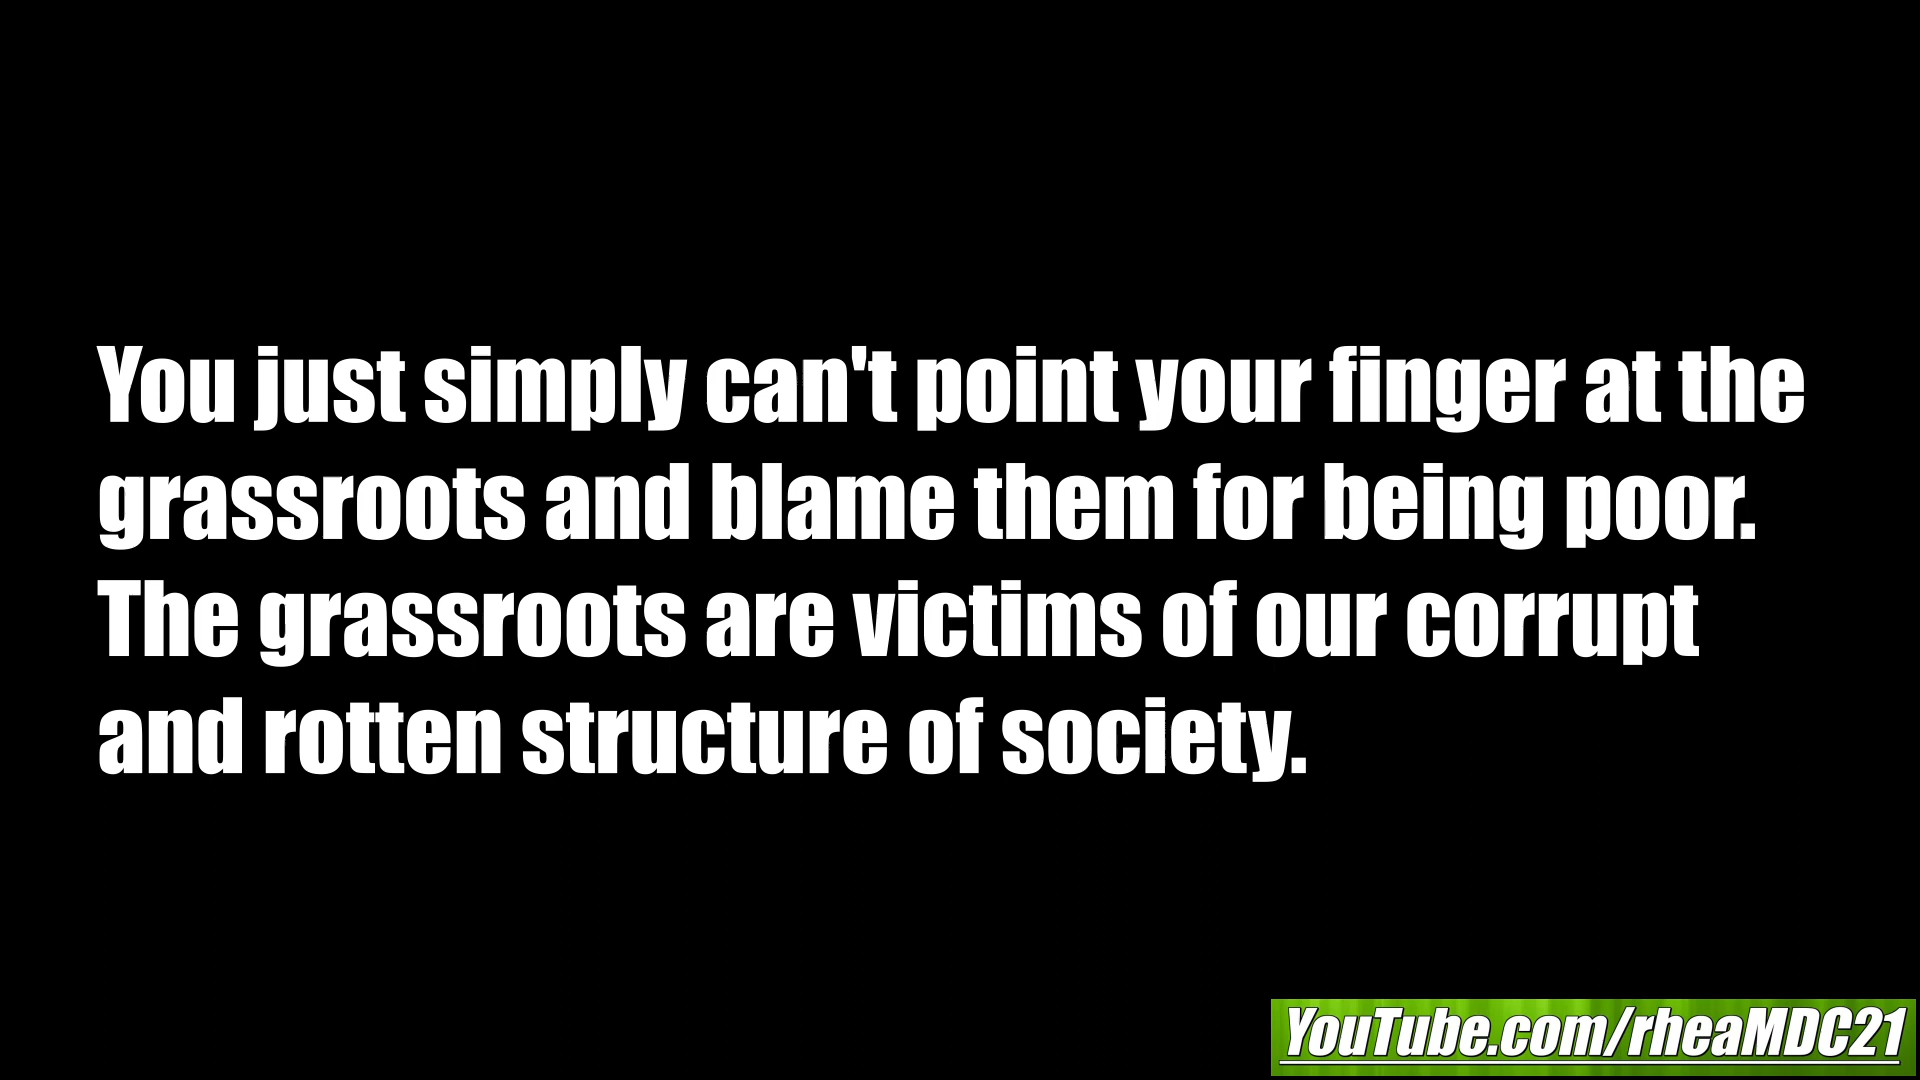 You just simply can't point your finger at the
grassroots and blame them for being poor.
The grassroots are victims of our corrupt
and rotten structure of society.
YouTube.com/rheaMDC21